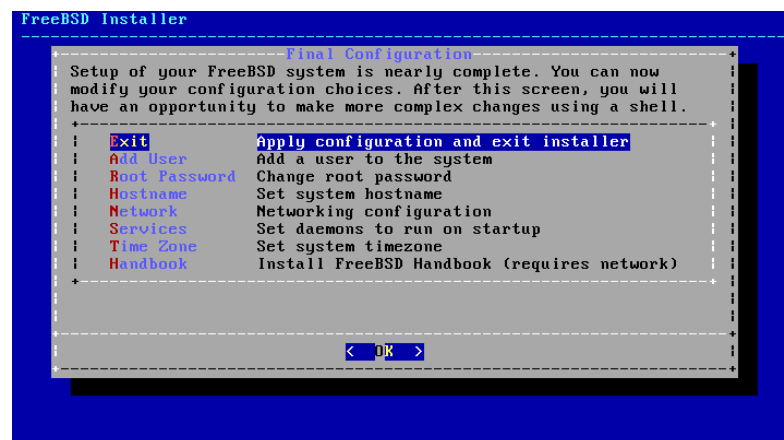 FreeBSD Installer
Final Configuration
Setup of your FreeBSD system is nearly complete. You can now
modify your configuration choices. After this screen, you will
have an opportunity to make more complex changes using a shell.
Exit Apply configuration and exit installer
Add User Add a user to the system
Root Password Change root password
Hostname Set system hostname
Network Networking configuration
Services Set daemons to run on startup
Time Zone Set system timezone
Handbook Install FreeBSD Handbook (requires network)
< OK >